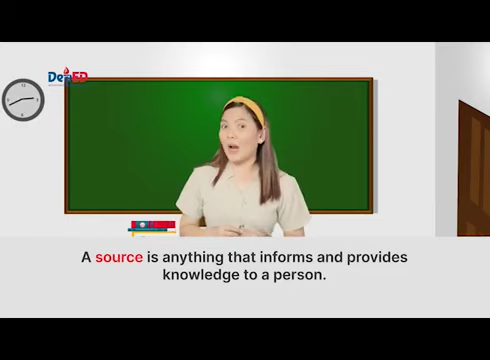 DepED
A source is anything that informs and provides
knowledge to a person.